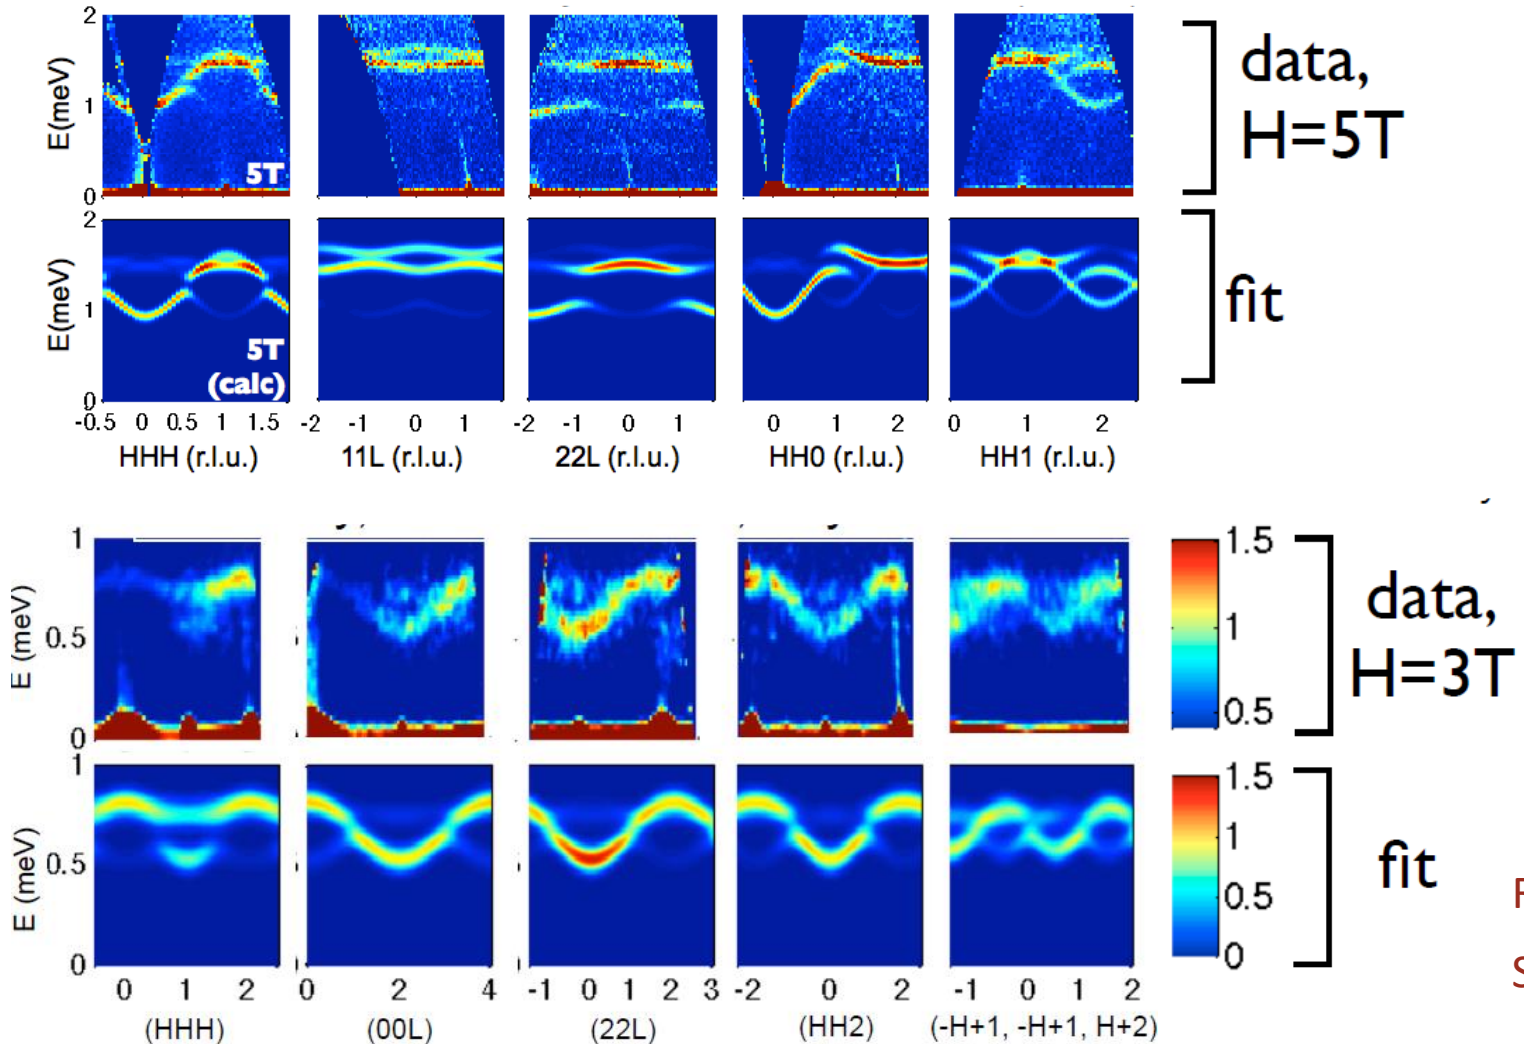 2
1
0
E(meV)
5T
data,
H=5T
2
1
0
E(meV)
5T
(calc)
fit
-0.5 0 0.5 1 1.5
-2 -1 0 1
-2 -1 0 1
0 1 2
0 1 2
HHH (r.l.u.)
11L (r.l.u.)
22L (r.l.u.)
HH0 (r.l.u.)
HH1 (r.l.u.)
1
0.5
0
E (meV)
1.5
1
0.5
data,
H=3T
1
0.5
0
E (meV)
1.5
1
0.5
0
fit
0 1 2
0 2 4
-1 0 1 2 3
-2 0 2
-1 0 1 2
(HHH)
(00L)
(22L)
(HH2)
(-H+1, -H+1, H+2)